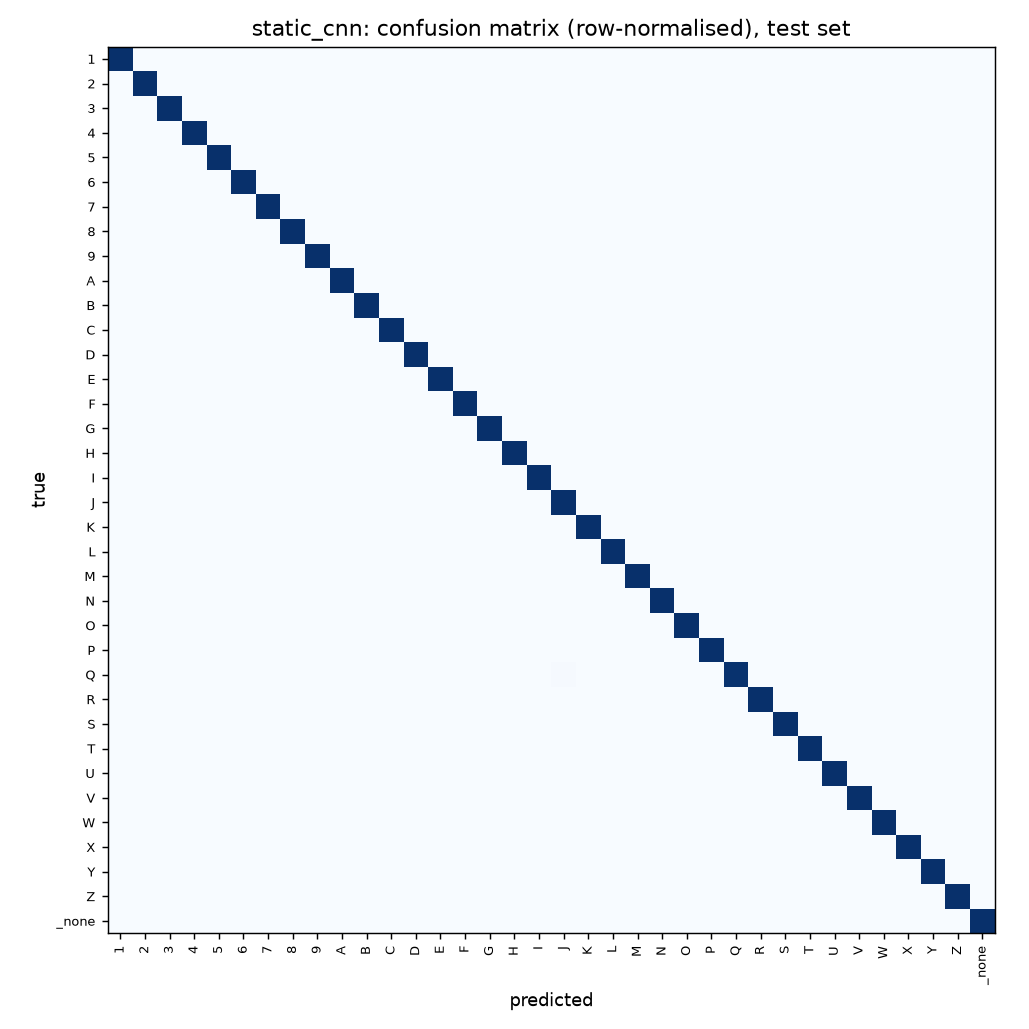 static_cnn: confusion matrix (row-normalised), test set
1
2
3
4
5
6
7
8
9
A
B
C
D
E
F
G
H
I
J
K
L
M
N
O
P
Q
R
S
T
U
V
W
X
Y
Z
_none
true
1 2 3 4 5 6 7 8 9 A B C D E F G H I J K L M N O P Q R S T U V W X Y Z _none
predicted